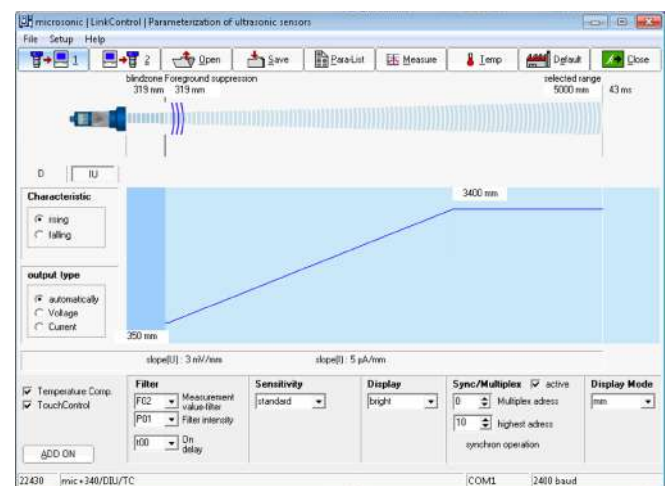 microsonic | LinkControl | Parameterization of ultrasonic sensors
File Setup Help
1 2 Open Save Para-List Measure Temp Default Close
blindzone Foreground suppression selected range
319 mm 319 mm 5000 mm 43 ms
D IU
Characteristic
rising
falling
3400 mm
output type
automatically
Voltage
Current
350 mm
slope(U) : 3 mV/mm slope(I) : 5 µA/mm
Temperature Comp.
TouchControl
ADD ON
Filter
F02 Measurement value-filter
P01 Filter intensity
t00 On delay
Sensitivity
standard
Display
bright
Sync/Multiplex active
0 Multiplex adress
10 highest adress
synchron operation
Display Mode
mm
22430 mic+340/DIU/TC COM1 2400 baud